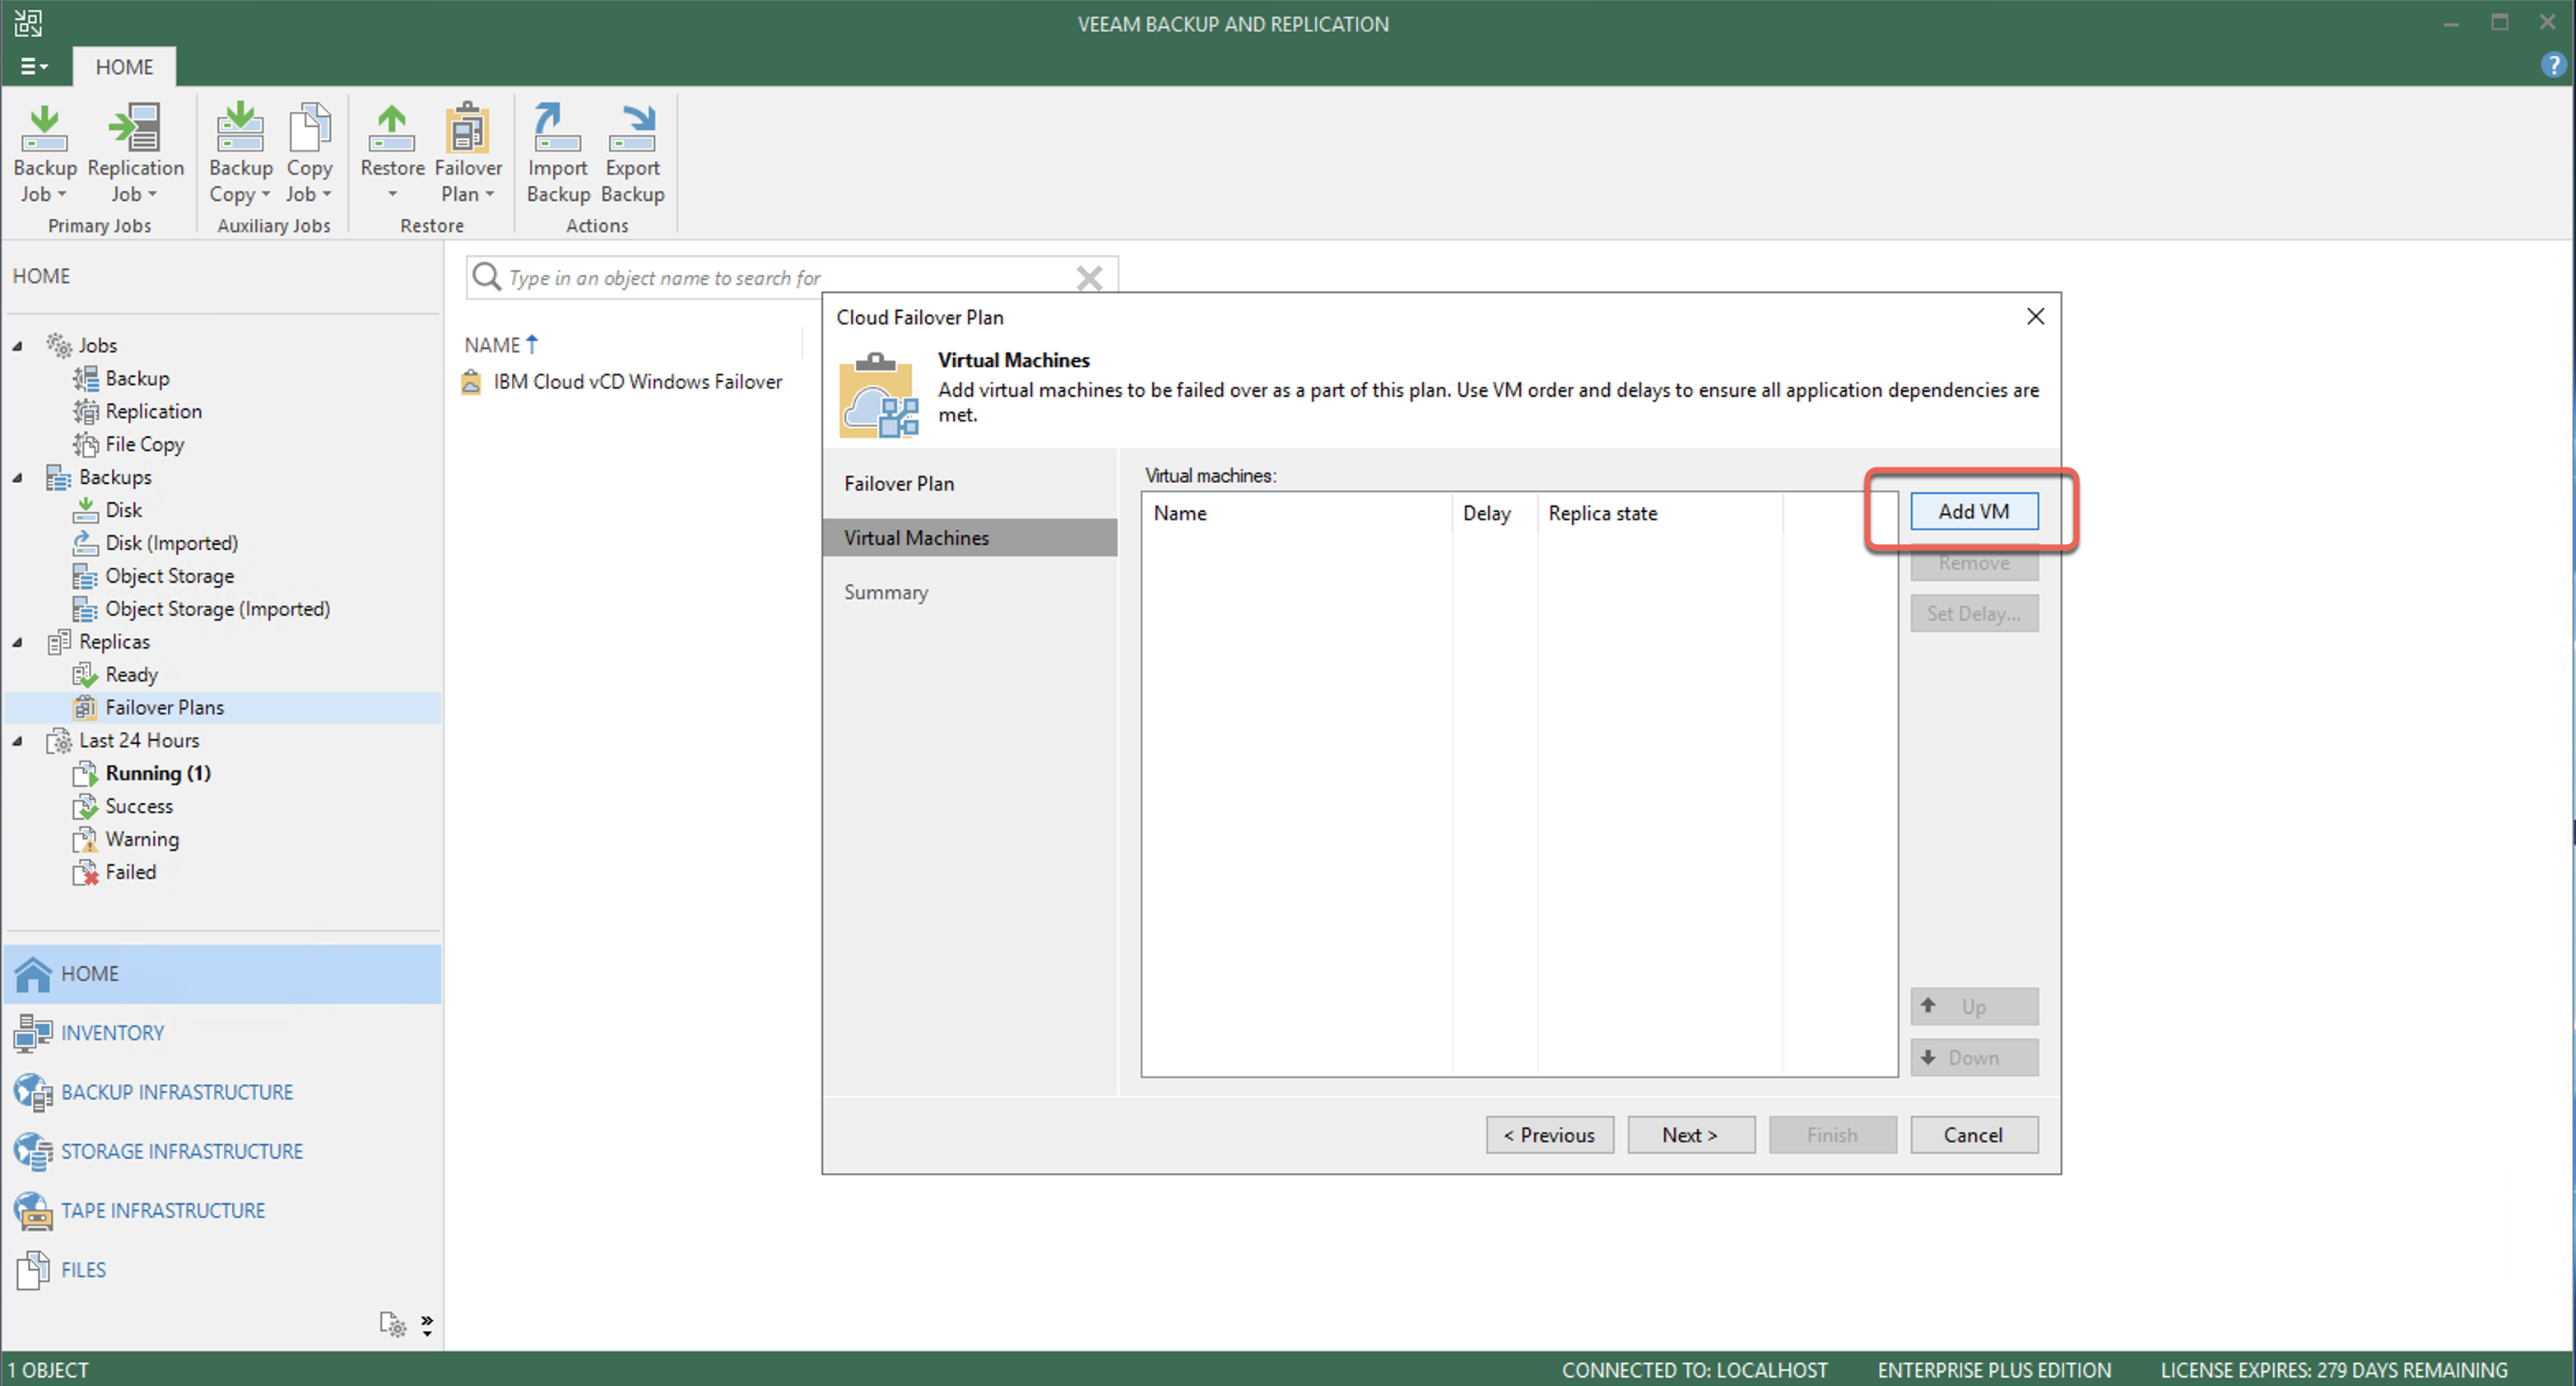 VEEAM BACKUP AND REPLICATION
HOME
?
Backup Job
Replication Job
Backup Copy
Copy Job
Restore
Failover Plan
Import Backup
Export Backup
Primary Jobs
Auxiliary Jobs
Restore
Actions
HOME
Jobs
Backup
Replication
File Copy
Backups
Disk
Disk (Imported)
Object Storage
Object Storage (Imported)
Replicas
Ready
Failover Plans
Last 24 Hours
Running (1)
Success
Warning
Failed
HOME
INVENTORY
BACKUP INFRASTRUCTURE
STORAGE INFRASTRUCTURE
TAPE INFRASTRUCTURE
FILES
Type in an object name to search for
NAME
IBM Cloud vCD Windows Failover
Cloud Failover Plan
Virtual Machines
Add virtual machines to be failed over as a part of this plan. Use VM order and delays to ensure all application dependencies are
met.
Failover Plan
Virtual Machines
Summary
Virtual machines:
Name Delay Replica state
Add VM
Remove
Set Delay...
Up
Down
< Previous Next > Finish Cancel
1 OBJECT
CONNECTED TO: LOCALHOST ENTERPRISE PLUS EDITION LICENSE EXPIRES: 279 DAYS REMAINING